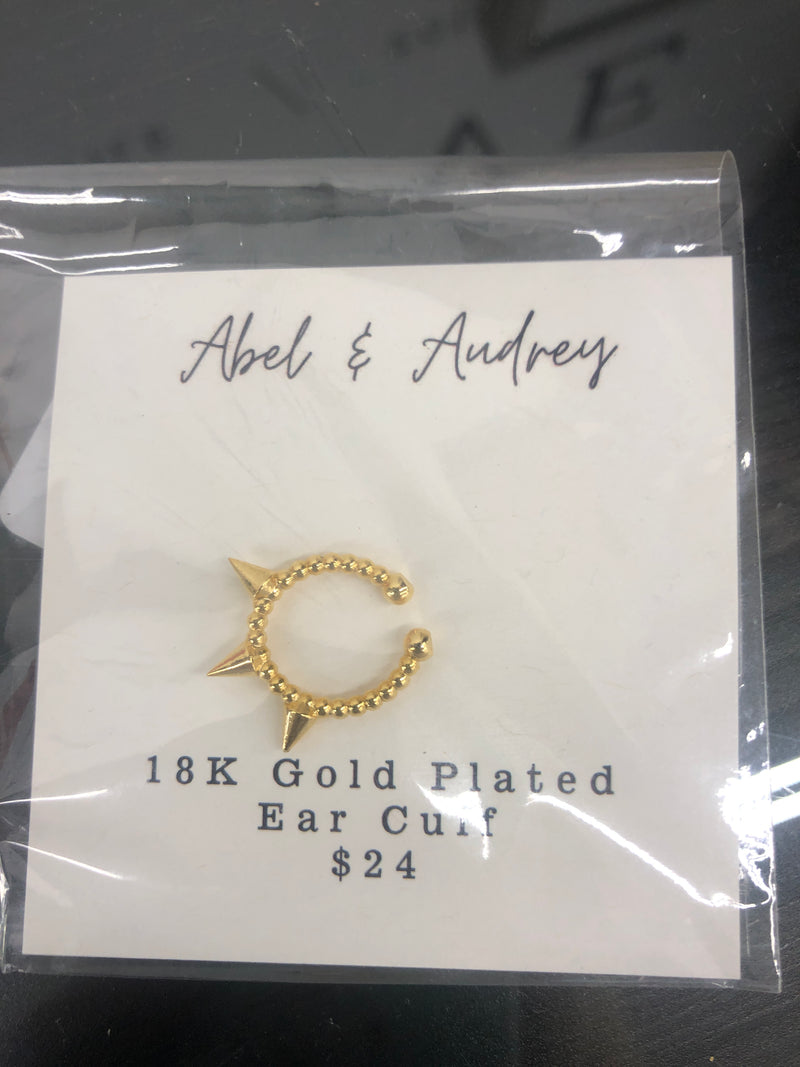 Abel & Audrey
18K Gold Plated
Ear Cuff
$24